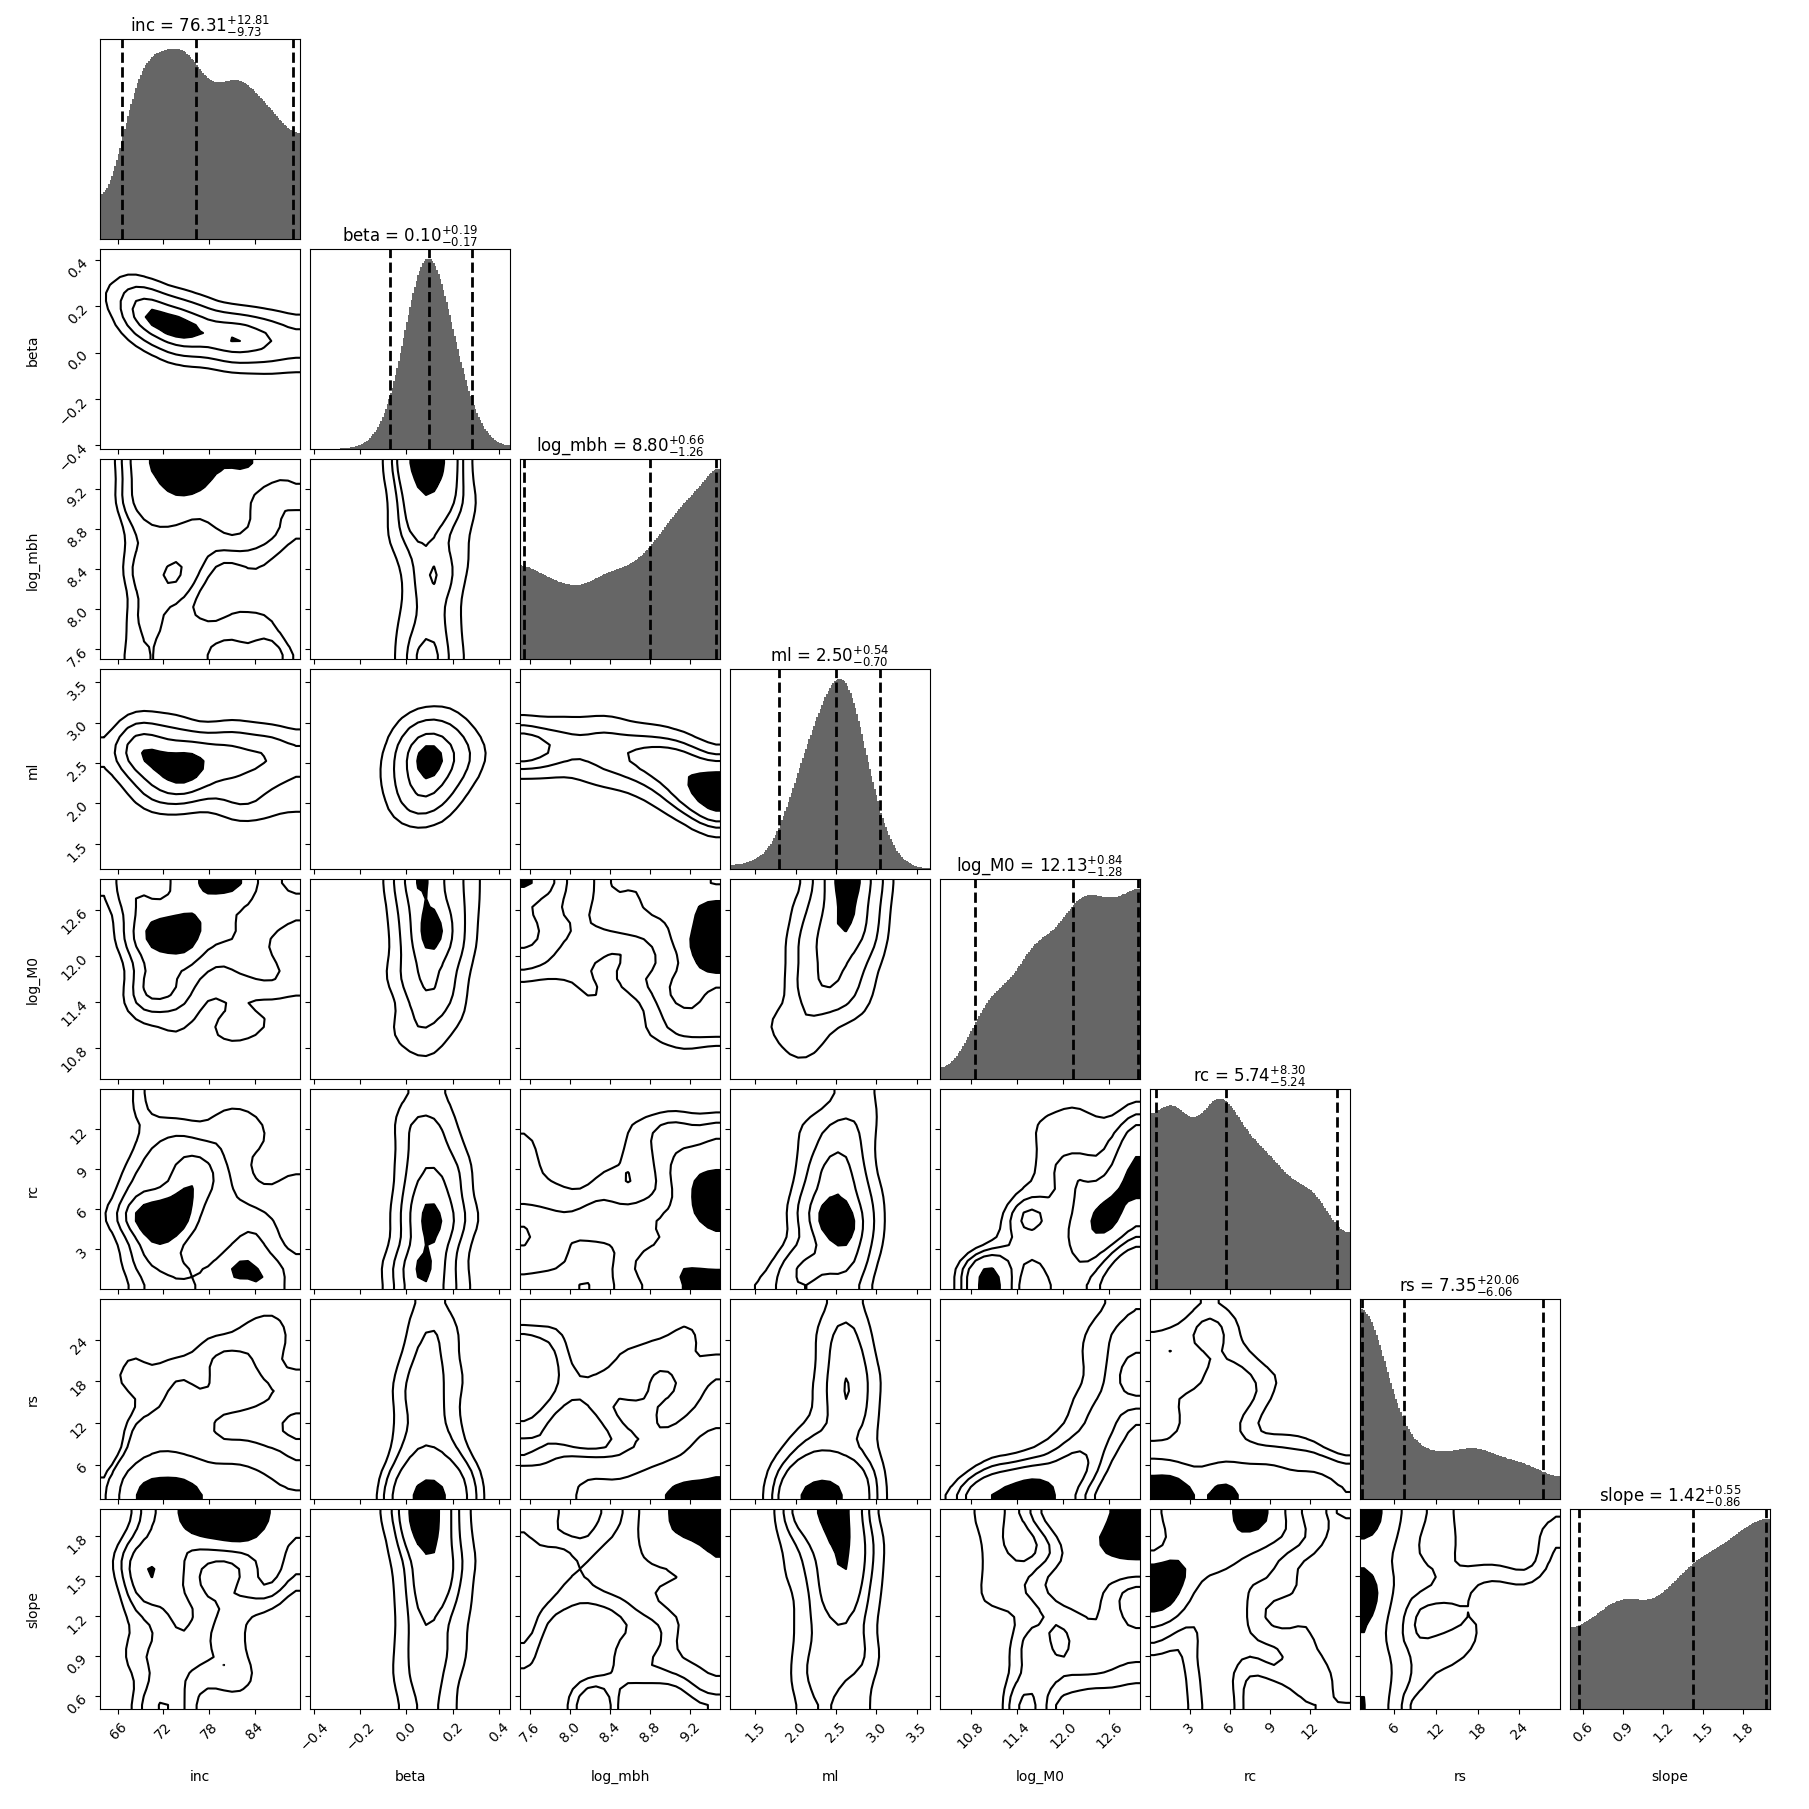 inc = 76.31 +12.81 −9.73
beta = 0.10 +0.19 −0.17
0.4
0.2
0.0
−0.2
−0.4
beta
log_mbh = 8.80 +0.66 −1.26
9.2
8.8
8.4
8.0
7.6
log_mbh
ml = 2.50 +0.54 −0.70
3.5
3.0
2.5
2.0
1.5
ml
log_M0 = 12.13 +0.84 −1.28
12.6
12.0
11.4
10.8
log_M0
rc = 5.74 +8.30 −5.24
12
9
6
3
rc
rs = 7.35 +20.06 −6.06
24
18
12
6
rs
slope = 1.42 +0.55 −0.86
1.8
1.5
1.2
0.9
0.6
slope
66 72 78 84 −0.4 −0.2 0.0 0.2 0.4 7.6 8.0 8.4 8.8 9.2 1.5 2.0 2.5 3.0 3.5 10.8 11.4 12.0 12.6 3 6 9 12 6 12 18 24 0.6 0.9 1.2 1.5 1.8
inc beta log_mbh ml log_M0 rc rs slope